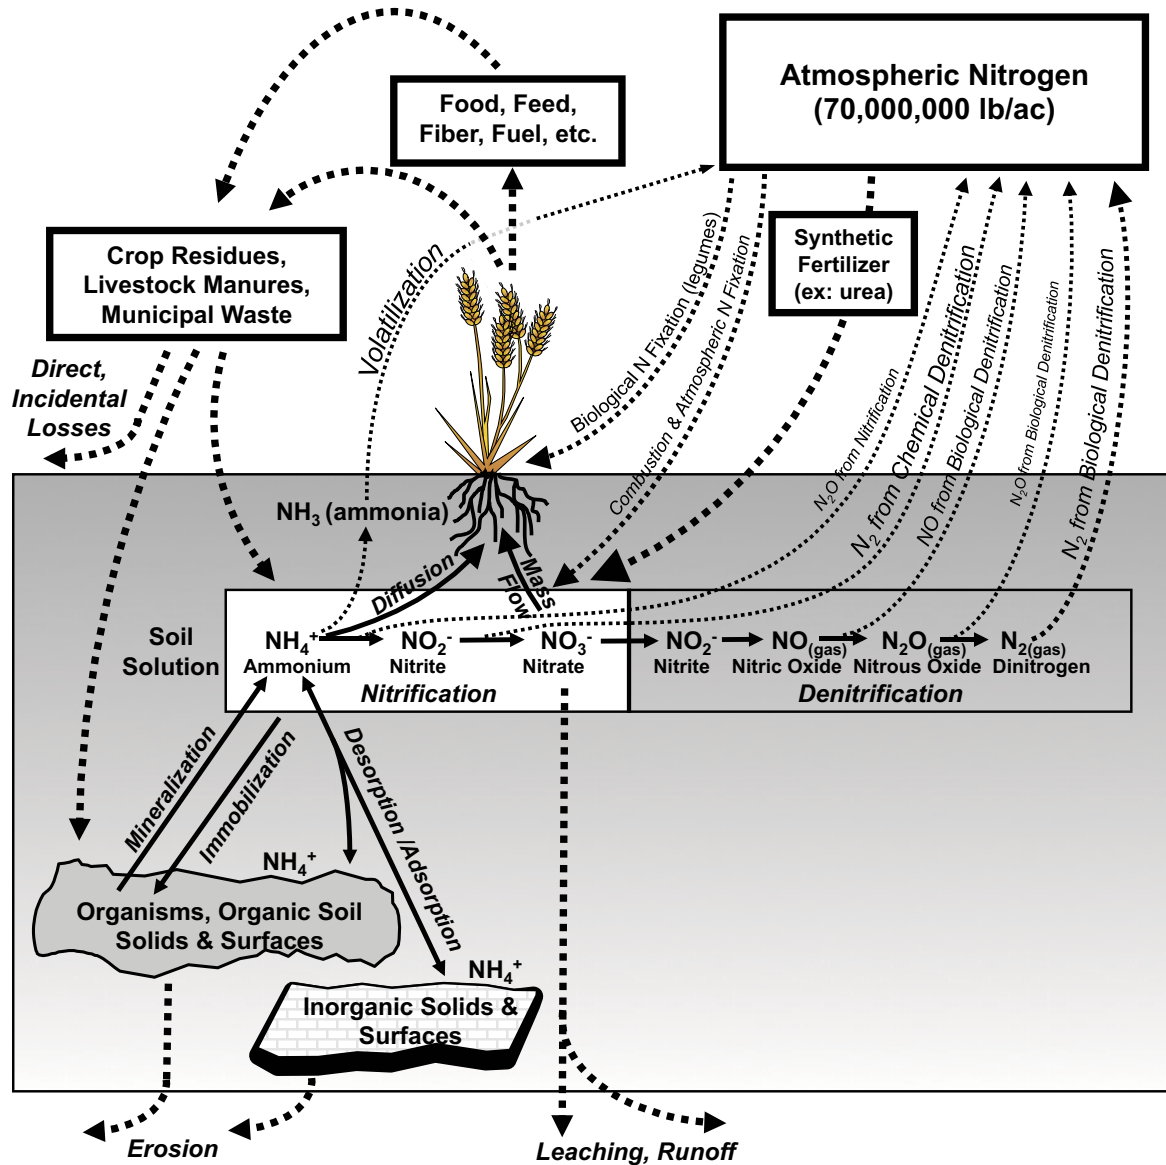 Atmospheric Nitrogen
(70,000,000 lb/ac)
Food, Feed,
Fiber, Fuel, etc.
Synthetic
Fertilizer
(ex: urea)
Crop Residues,
Livestock Manures,
Municipal Waste
Direct,
Incidental
Losses
Volatilization
Biological N Fixation (legumes)
Combustion & Atmospheric N Fixation
N₂O from Nitrification
N₂ from Chemical Denitrification
NO from Biological Denitrification
N₂O from Biological Denitrification
N₂ from Biological Denitrification
NH₃ (ammonia)
Diffusion
Mass
Flow
Soil
Solution
NH₄⁺
Ammonium
NO₂-
Nitrite
NO₃-
Nitrate
Nitrification
NO₂-
Nitrite
NO(gas)
Nitric Oxide
N₂O(gas)
Nitrous Oxide
N₂(gas)
Dinitrogen
Denitrification
Mineralization
Immobilization
Desorption /Adsorption
NH₄⁺
Organisms, Organic Soil
Solids & Surfaces
NH₄⁺
Inorganic Solids &
Surfaces
Erosion
Leaching, Runoff